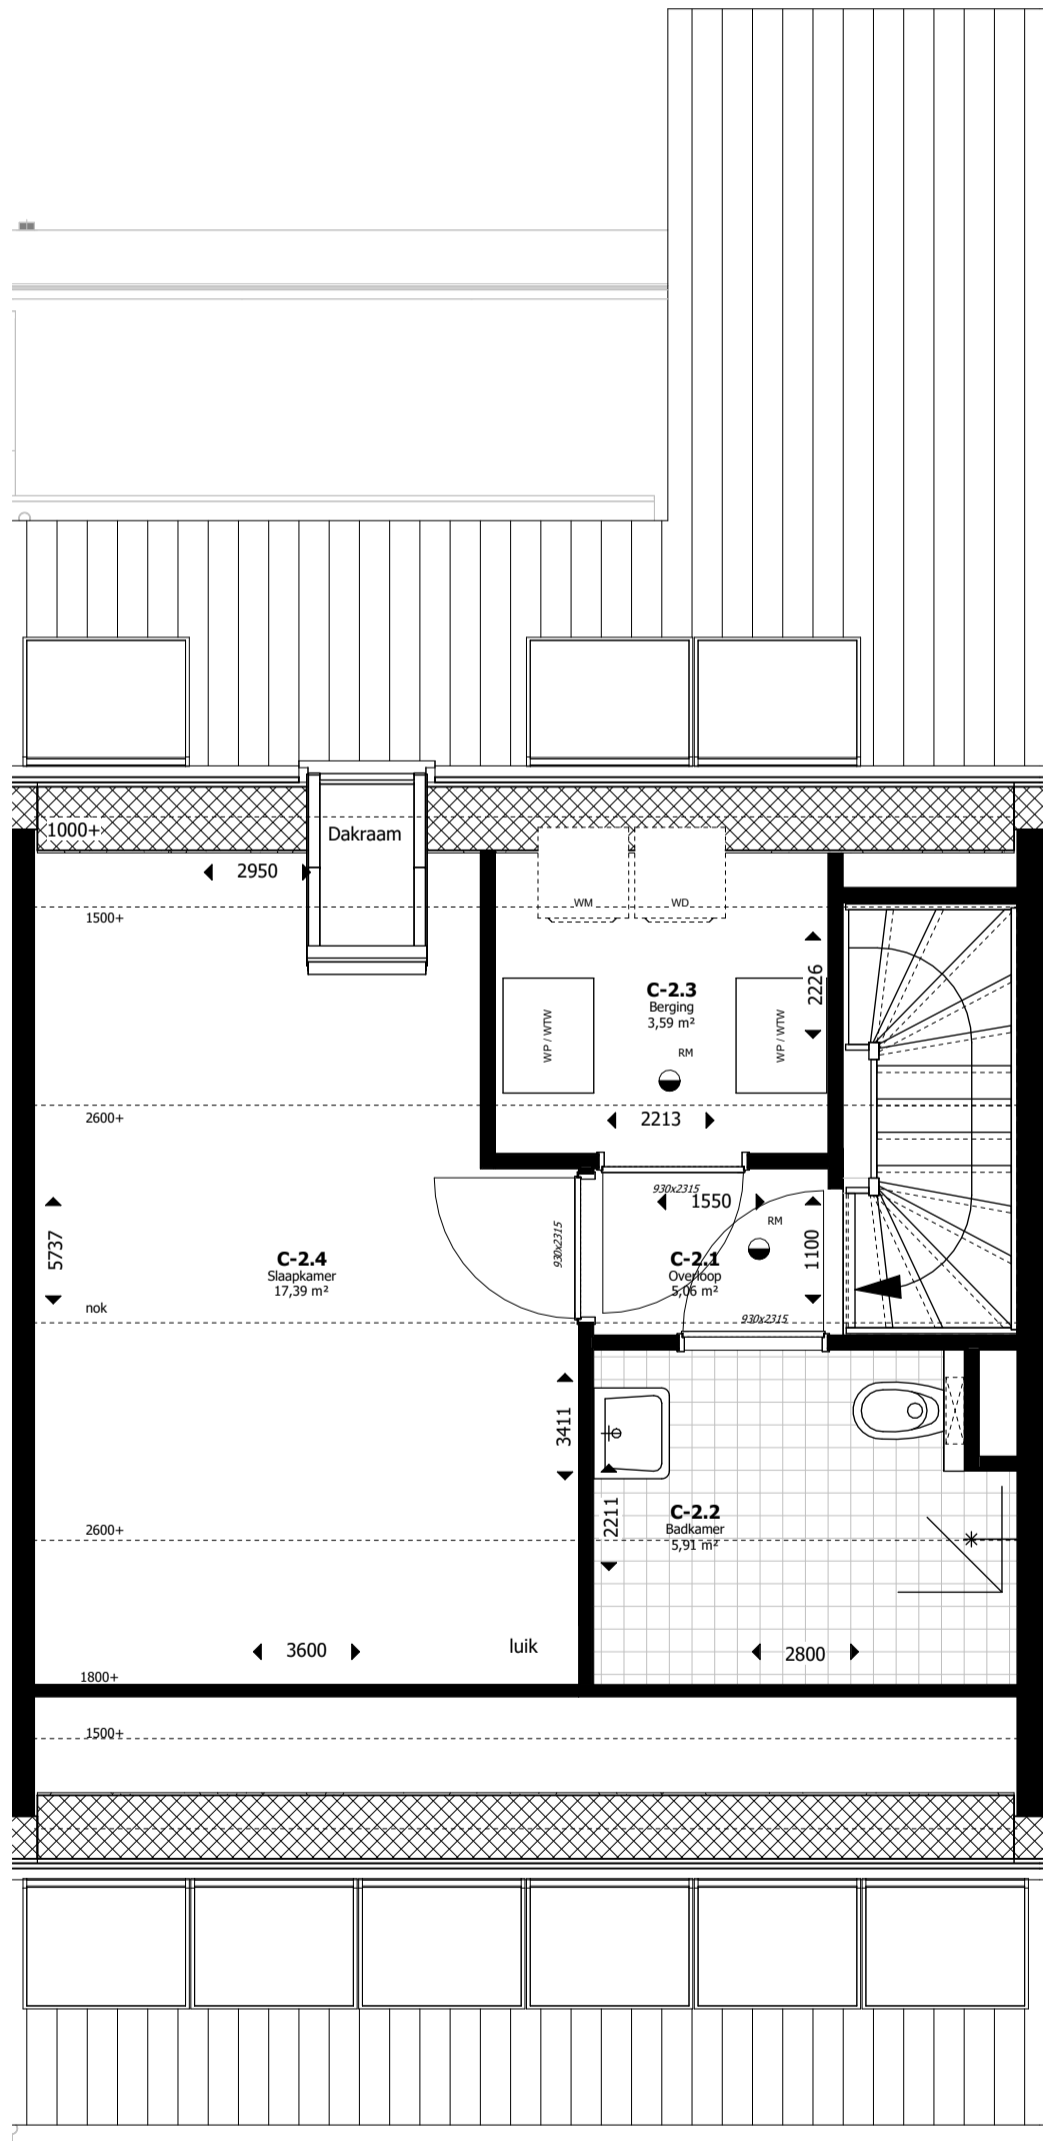 1000+
Dakraam
2950
1500+
WM
WD
2226
C-2.3
Berging
3,59 m²
WP / WTW
WP / WTW
RM
2600+
2213
930x2315
1550
RM
5737
930x2315
1100
C-2.4
Slaapkamer
17,39 m²
C-2.1
Overloop
5,06 m²
nok
930x2315
3411
2211
C-2.2
Badkamer
5,91 m²
2600+
3600
luik
2800
1800+
1500+